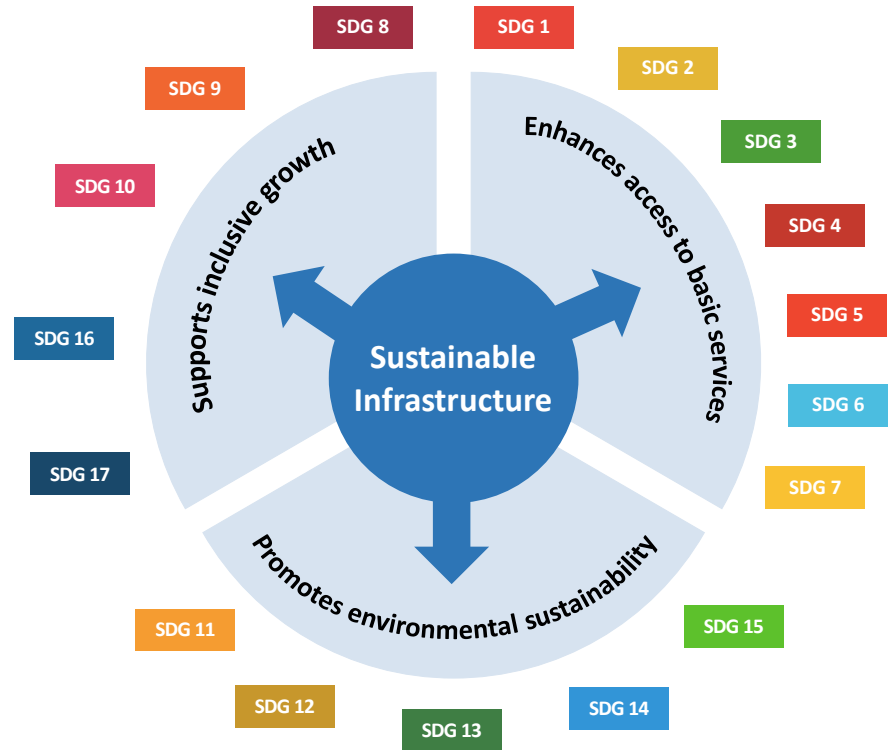 SDG 8
SDG 1
SDG 9
SDG 2
SDG 3
SDG 10
SDG 4
SDG 16
SDG 5
SDG 6
SDG 17
SDG 7
Supports inclusive growth
Enhances access to basic services
Sustainable
Infrastructure
Promotes environmental sustainability
SDG 11
SDG 15
SDG 12
SDG 14
SDG 13